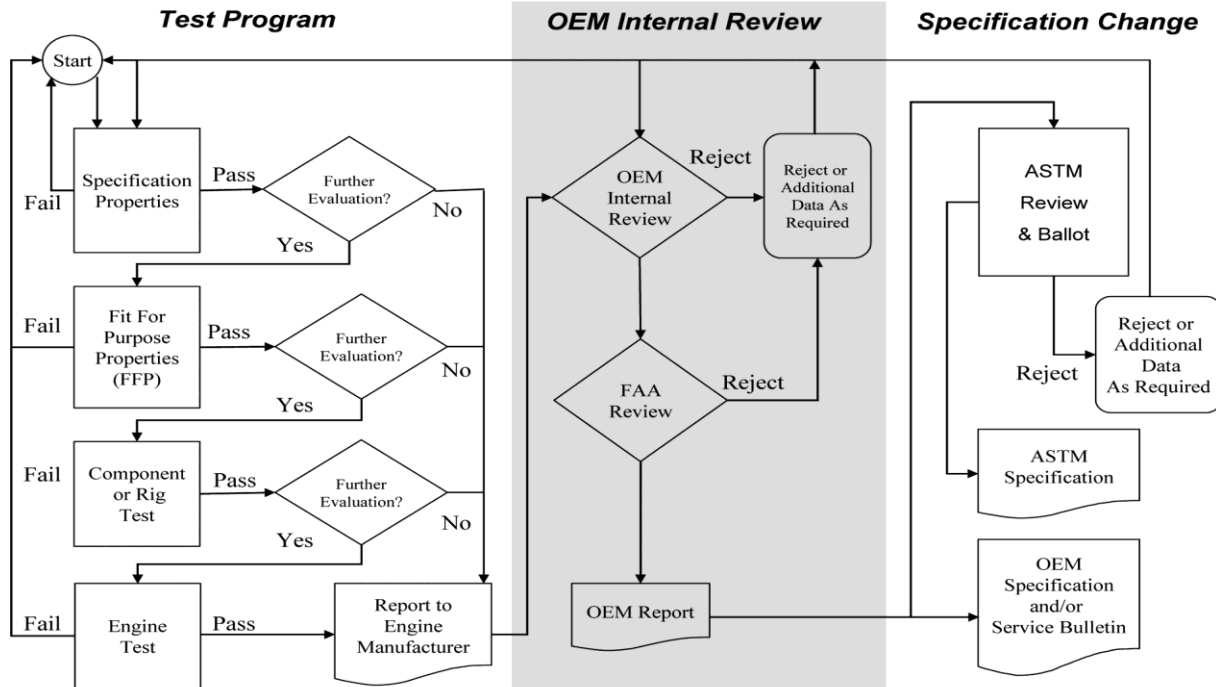 Test Program
OEM Internal Review
Specification Change
Start
Specification
Properties
Pass
Fail
Further
Evaluation?
No
Yes
Fit For
Purpose
Properties
(FFP)
Fail
Pass
Further
Evaluation?
No
Yes
Component
or Rig
Test
Fail
Pass
Further
Evaluation?
No
Yes
Engine
Test
Fail
Pass
Report to
Engine
Manufacturer
OEM
Internal
Review
Reject
Reject or
Additional
Data As
Required
FAA
Review
Reject
OEM Report
ASTM
Review
& Ballot
Reject
Reject or
Additional
Data
As Required
ASTM
Specification
OEM
Specification
and/or
Service Bulletin